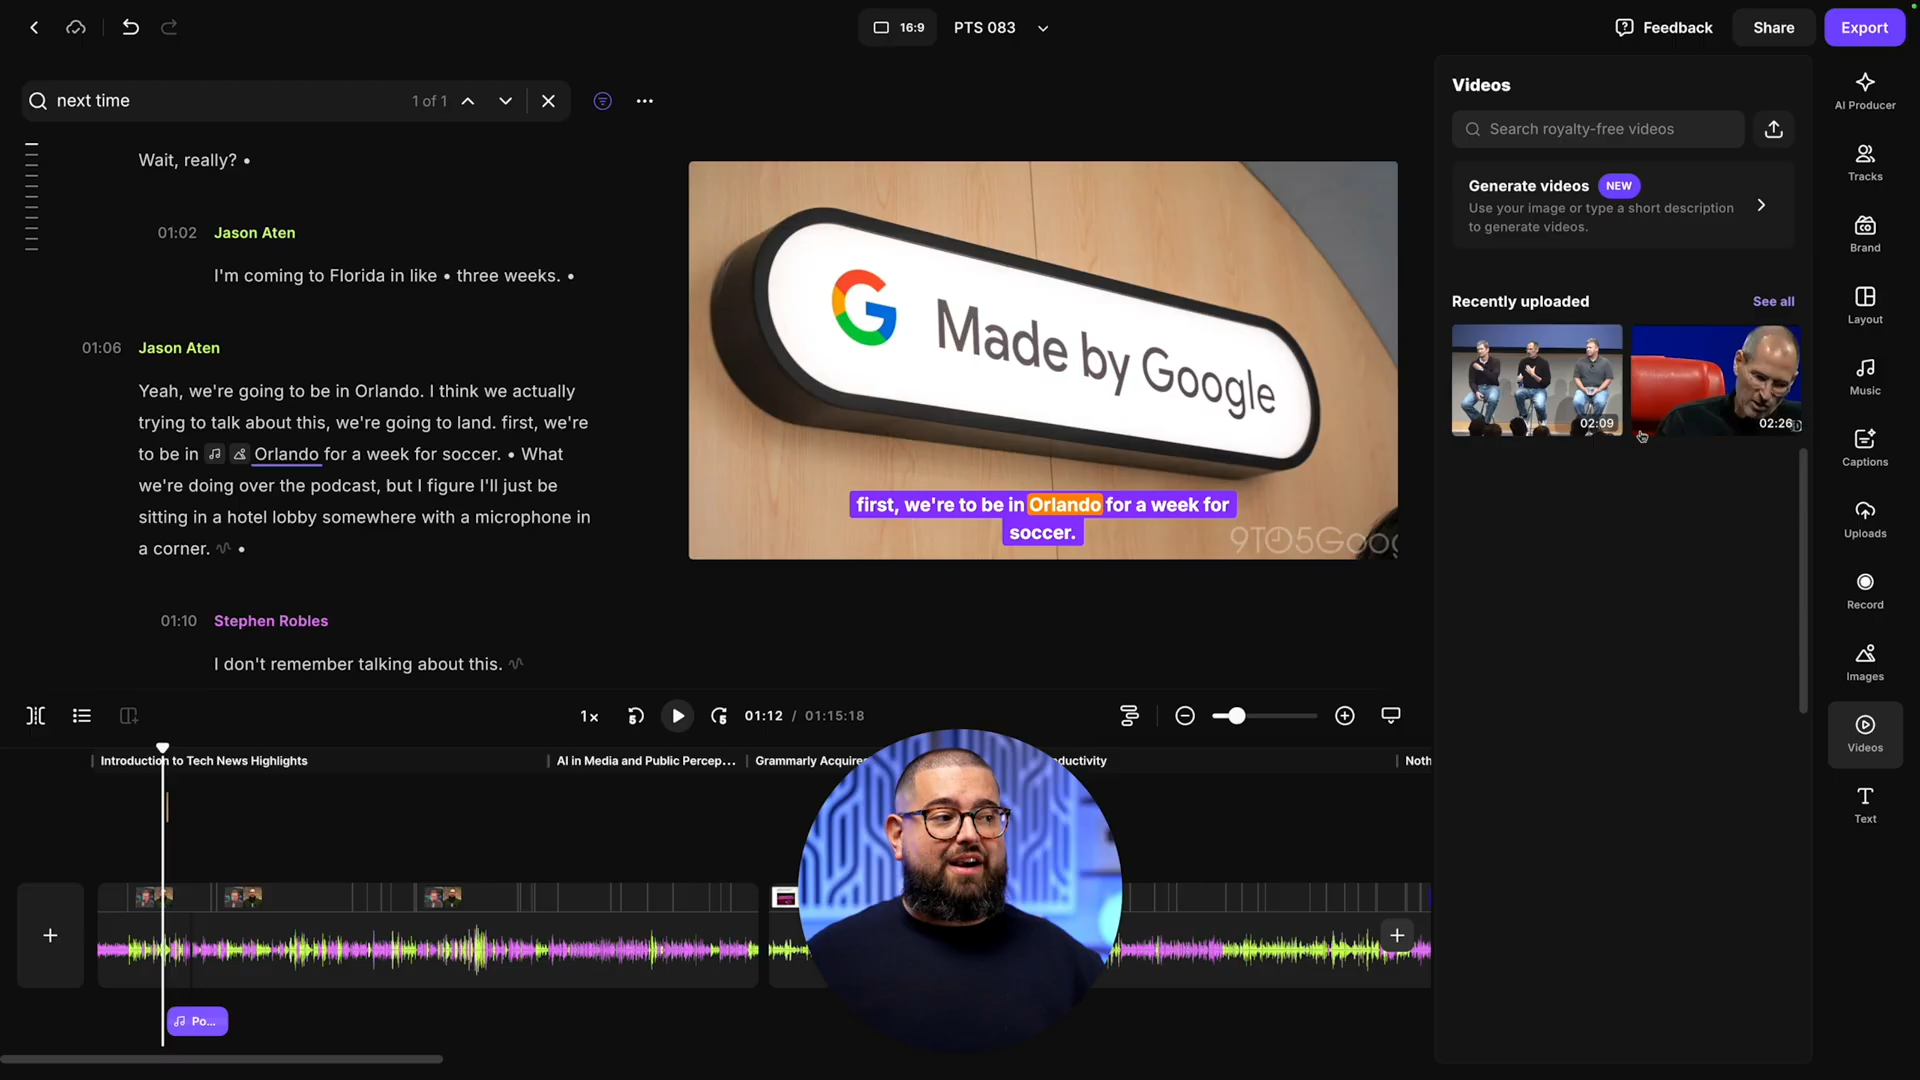 16:9
PTS 083
Feedback
Share
Export
next time
1 of 1
Wait, really? •
01:02 Jason Aten
I'm coming to Florida in like • three weeks. •
01:06 Jason Aten
Yeah, we're going to be in Orlando. I think we actually
trying to talk about this, we're going to land. first, we're
to be in Orlando for a week for soccer. • What
we're doing over the podcast, but I figure I'll just be
sitting in a hotel lobby somewhere with a microphone in
a corner. •
01:10 Stephen Robles
I don't remember talking about this.
G Made by Google
first, we're to be in Orlando for a week for
soccer.
9TO5Goog
Videos
Search royalty-free videos
Generate videos NEW
Use your image or type a short description
to generate videos.
Recently uploaded
See all
02:09
02:26
AI Producer
Tracks
Brand
Layout
Music
Captions
Uploads
Record
Images
Videos
Text
1x
5
5
01:12 / 01:15:18
Introduction to Tech News Highlights
AI in Media and Public Percep...
Grammarly Acquires
ductivity
Noth
Po...